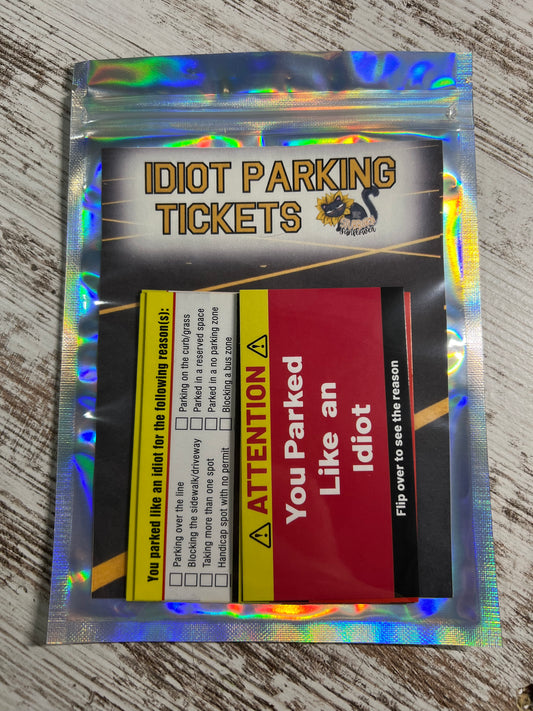 IDIOT PARKING
TICKETS
You parked like an idiot for the following reason(s):
Parking over the line
Blocking the sidewalk/driveway
Taking more than one spot
Handicap spot with no permit
Parking on the curb/grass
Parked in a reserved space
Parked in a no parking zone
Blocking a bus zone
ATTENTION
You Parked
Like an
Idiot
Flip over to see the reason